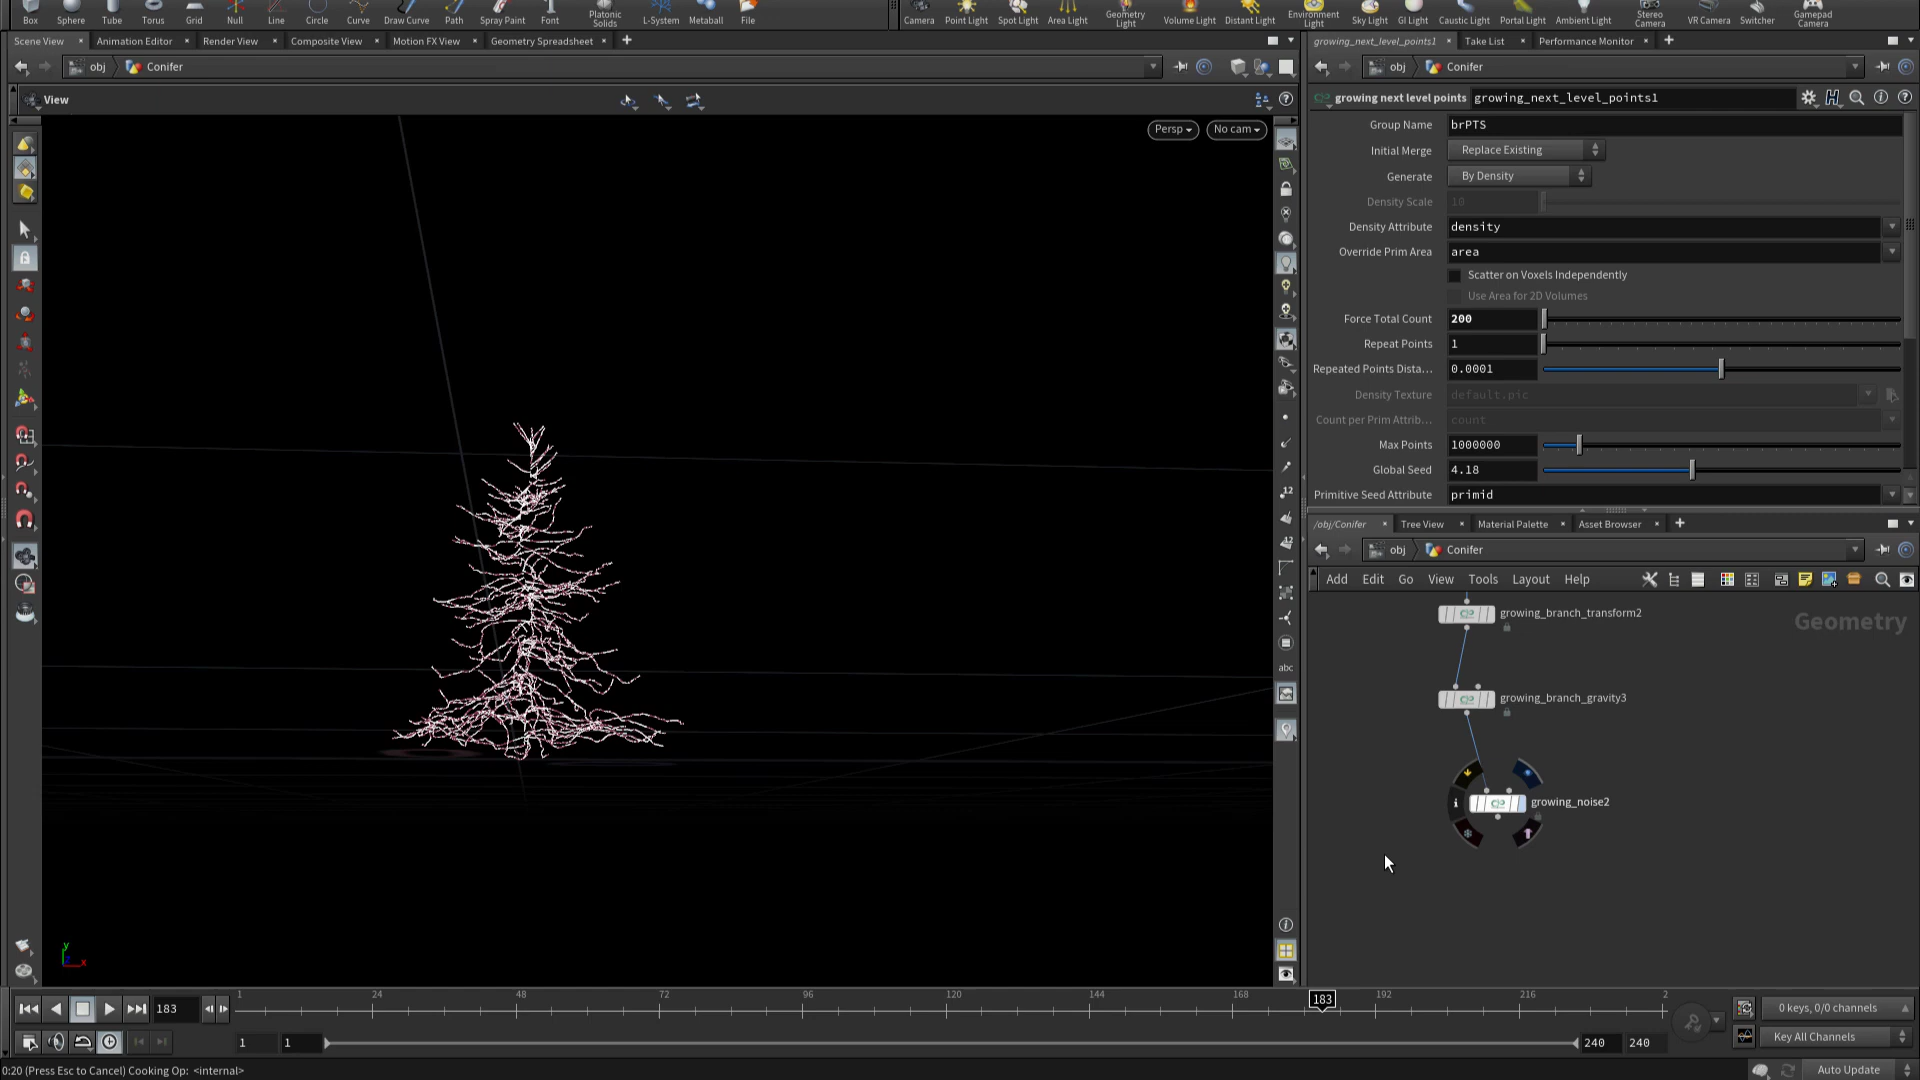 Box Sphere Tube Torus Grid Null Line Circle Curve Draw Curve Path Spray Paint Font Platonic Solids L-System Metaball File
Camera Point Light Spot Light Area Light Geometry Light Volume Light Distant Light Environment Light Sky Light GI Light Caustic Light Portal Light Ambient Light Stereo Camera VR Camera Switcher Gamepad Camera
Scene View Animation Editor Render View Composite View Motion FX View Geometry Spreadsheet
growing_next_level_points1 Take List Performance Monitor
obj Conifer
obj Conifer
View
Persp No cam
growing next level points growing_next_level_points1
Group Name brPTS
Initial Merge Replace Existing
Generate By Density
Density Scale 10
Density Attribute density
Override Prim Area area
Scatter on Voxels Independently
Use Area for 2D Volumes
Force Total Count 200
Repeat Points 1
Repeated Points Dista... 0.0001
Density Texture default.pic
Count per Prim Attrib... count
Max Points 1000000
Global Seed 4.18
Primitive Seed Attribute primid
/obj/Conifer Tree View Material Palette Asset Browser
obj Conifer
Add Edit Go View Tools Layout Help
Geometry
growing_branch_transform2
growing_branch_gravity3
growing_noise2
12
12
abc
y
x
183
1 24 48 72 96 120 144 168 183 192 216 2
0 keys, 0/0 channels
1 1 240 240
Key All Channels
0:20 (Press Esc to Cancel) Cooking Op: <internal>
Auto Update